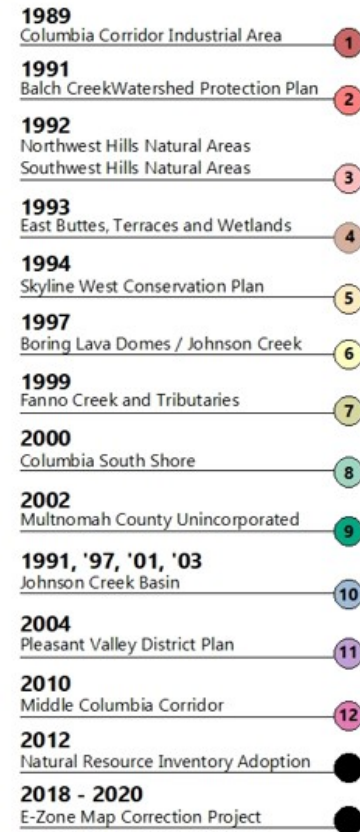 1989
Columbia Corridor Industrial Area
1
1991
Balch CreekWatershed Protection Plan
2
1992
Northwest Hills Natural Areas
Southwest Hills Natural Areas
3
1993
East Buttes, Terraces and Wetlands
4
1994
Skyline West Conservation Plan
5
1997
Boring Lava Domes / Johnson Creek
6
1999
Fanno Creek and Tributaries
7
2000
Columbia South Shore
8
2002
Multnomah County Unincorporated
9
1991, '97, '01, '03
Johnson Creek Basin
10
2004
Pleasant Valley District Plan
11
2010
Middle Columbia Corridor
12
2012
Natural Resource Inventory Adoption
2018 - 2020
E-Zone Map Correction Project